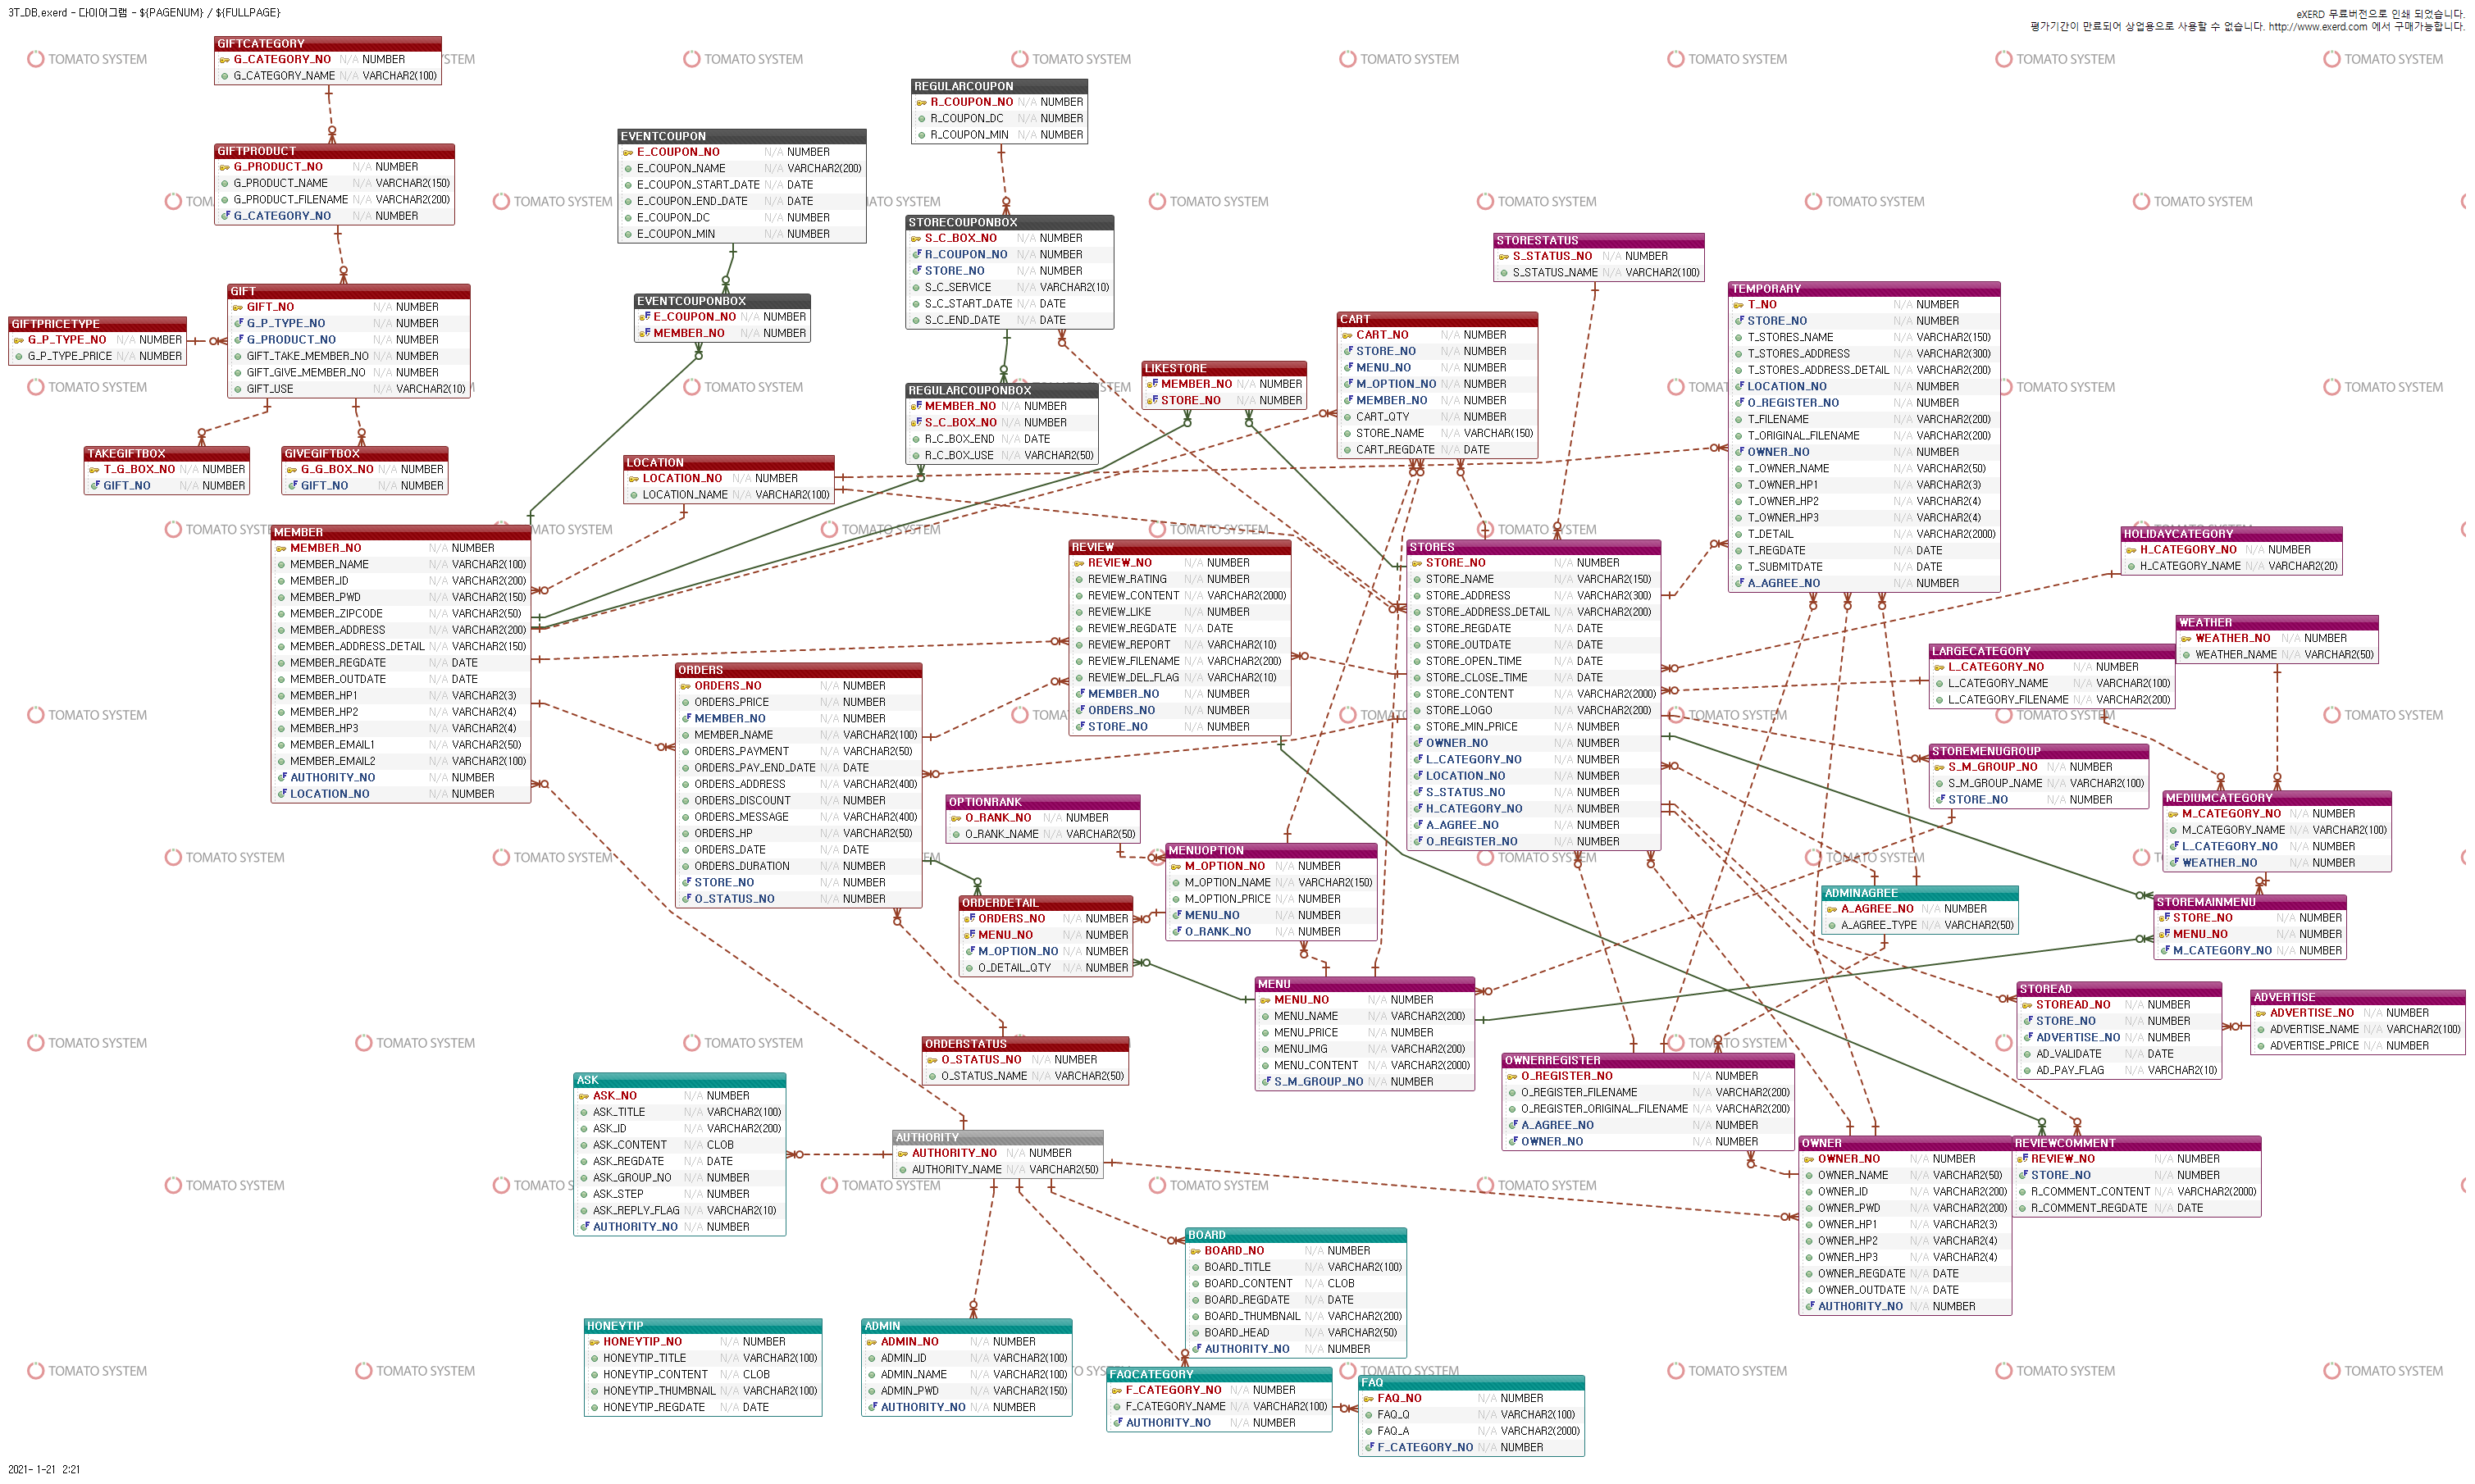 3T_DB,exerd - 다이어그램 - ${PAGENUM} / ${FULLPAGE}
eXERD 무료버전으로 인쇄 되었습니다.
평가기간이 만료되어 상업용으로 사용할 수 없습니다. http://www.exerd.com 에서 구매가능합니다.
TOMATO SYSTEM
GIFTCATEGORY
G_CATEGORY_NO N/A NUMBER
G_CATEGORY_NAME N/A VARCHAR2(100)
GIFTPRODUCT
G_PRODUCT_NO N/A NUMBER
G_PRODUCT_NAME N/A VARCHAR2(150)
G_PRODUCT_FILENAME N/A VARCHAR2(200)
G_CATEGORY_NO N/A NUMBER
GIFT
GIFT_NO N/A NUMBER
G_P_TYPE_NO N/A NUMBER
G_PRODUCT_NO N/A NUMBER
GIFT_TAKE_MEMBER_NO N/A NUMBER
GIFT_GIVE_MEMBER_NO N/A NUMBER
GIFT_USE N/A VARCHAR2(10)
GIFTPRICETYPE
G_P_TYPE_NO N/A NUMBER
G_P_TYPE_PRICE N/A NUMBER
TAKEGIFTBOX
T_G_BOX_NO N/A NUMBER
GIFT_NO N/A NUMBER
GIVEGIFTBOX
G_G_BOX_NO N/A NUMBER
GIFT_NO N/A NUMBER
EVENTCOUPON
E_COUPON_NO N/A NUMBER
E_COUPON_NAME N/A VARCHAR2(200)
E_COUPON_START_DATE N/A DATE
E_COUPON_END_DATE N/A DATE
E_COUPON_DC N/A NUMBER
E_COUPON_MIN N/A NUMBER
EVENTCOUPONBOX
E_COUPON_NO N/A NUMBER
MEMBER_NO N/A NUMBER
REGULARCOUPON
R_COUPON_NO N/A NUMBER
R_COUPON_DC N/A NUMBER
R_COUPON_MIN N/A NUMBER
STORECOUPONBOX
S_C_BOX_NO N/A NUMBER
R_COUPON_NO N/A NUMBER
STORE_NO N/A NUMBER
S_C_SERVICE N/A VARCHAR2(10)
S_C_START_DATE N/A DATE
S_C_END_DATE N/A DATE
REGULARCOUPONBOX
MEMBER_NO N/A NUMBER
S_C_BOX_NO N/A NUMBER
R_C_BOX_END N/A DATE
R_C_BOX_USE N/A VARCHAR2(50)
LIKESTORE
MEMBER_NO N/A NUMBER
STORE_NO N/A NUMBER
CART
CART_NO N/A NUMBER
STORE_NO N/A NUMBER
MENU_NO N/A NUMBER
M_OPTION_NO N/A NUMBER
MEMBER_NO N/A NUMBER
CART_QTY N/A NUMBER
STORE_NAME N/A VARCHAR(150)
CART_REGDATE N/A DATE
STORESTATUS
S_STATUS_NO N/A NUMBER
S_STATUS_NAME N/A VARCHAR2(100)
TEMPORARY
T_NO N/A NUMBER
STORE_NO N/A NUMBER
T_STORES_NAME N/A VARCHAR2(150)
T_STORES_ADDRESS N/A VARCHAR2(300)
T_STORES_ADDRESS_DETAIL N/A VARCHAR2(200)
LOCATION_NO N/A NUMBER
O_REGISTER_NO N/A NUMBER
T_FILENAME N/A VARCHAR2(200)
T_ORIGINAL_FILENAME N/A VARCHAR2(200)
OWNER_NO N/A NUMBER
T_OWNER_NAME N/A VARCHAR2(50)
T_OWNER_HP1 N/A VARCHAR2(3)
T_OWNER_HP2 N/A VARCHAR2(4)
T_OWNER_HP3 N/A VARCHAR2(4)
T_DETAIL N/A VARCHAR2(2000)
T_REGDATE N/A DATE
T_SUBMITDATE N/A DATE
A_AGREE_NO N/A NUMBER
LOCATION
LOCATION_NO N/A NUMBER
LOCATION_NAME N/A VARCHAR2(100)
MEMBER
MEMBER_NO N/A NUMBER
MEMBER_NAME N/A VARCHAR2(100)
MEMBER_ID N/A VARCHAR2(200)
MEMBER_PWD N/A VARCHAR2(150)
MEMBER_ZIPCODE N/A VARCHAR2(50)
MEMBER_ADDRESS N/A VARCHAR2(200)
MEMBER_ADDRESS_DETAIL N/A VARCHAR2(150)
MEMBER_REGDATE N/A DATE
MEMBER_OUTDATE N/A DATE
MEMBER_HP1 N/A VARCHAR2(3)
MEMBER_HP2 N/A VARCHAR2(4)
MEMBER_HP3 N/A VARCHAR2(4)
MEMBER_EMAIL1 N/A VARCHAR2(50)
MEMBER_EMAIL2 N/A VARCHAR2(100)
AUTHORITY_NO N/A NUMBER
LOCATION_NO N/A NUMBER
REVIEW
REVIEW_NO N/A NUMBER
REVIEW_RATING N/A NUMBER
REVIEW_CONTENT N/A VARCHAR2(2000)
REVIEW_LIKE N/A NUMBER
REVIEW_REGDATE N/A DATE
REVIEW_REPORT N/A VARCHAR2(10)
REVIEW_FILENAME N/A VARCHAR2(200)
REVIEW_DEL_FLAG N/A VARCHAR2(10)
MEMBER_NO N/A NUMBER
ORDERS_NO N/A NUMBER
STORE_NO N/A NUMBER
STORES
STORE_NO N/A NUMBER
STORE_NAME N/A VARCHAR2(150)
STORE_ADDRESS N/A VARCHAR2(300)
STORE_ADDRESS_DETAIL N/A VARCHAR2(200)
STORE_REGDATE N/A DATE
STORE_OUTDATE N/A DATE
STORE_OPEN_TIME N/A DATE
STORE_CLOSE_TIME N/A DATE
STORE_CONTENT N/A VARCHAR2(2000)
STORE_LOGO N/A VARCHAR2(200)
STORE_MIN_PRICE N/A NUMBER
OWNER_NO N/A NUMBER
L_CATEGORY_NO N/A NUMBER
LOCATION_NO N/A NUMBER
S_STATUS_NO N/A NUMBER
H_CATEGORY_NO N/A NUMBER
A_AGREE_NO N/A NUMBER
O_REGISTER_NO N/A NUMBER
HOLIDAYCATEGORY
H_CATEGORY_NO N/A NUMBER
H_CATEGORY_NAME N/A VARCHAR2(20)
WEATHER
WEATHER_NO N/A NUMBER
WEATHER_NAME N/A VARCHAR2(50)
LARGECATEGORY
L_CATEGORY_NO N/A NUMBER
L_CATEGORY_NAME N/A VARCHAR2(100)
L_CATEGORY_FILENAME N/A VARCHAR2(200)
STOREMENUGROUP
S_M_GROUP_NO N/A NUMBER
S_M_GROUP_NAME N/A VARCHAR2(100)
STORE_NO N/A NUMBER
MEDIUMCATEGORY
M_CATEGORY_NO N/A NUMBER
M_CATEGORY_NAME N/A VARCHAR2(100)
L_CATEGORY_NO N/A NUMBER
WEATHER_NO N/A NUMBER
STOREMAINMENU
STORE_NO N/A NUMBER
MENU_NO N/A NUMBER
M_CATEGORY_NO N/A NUMBER
ORDERS
ORDERS_NO N/A NUMBER
ORDERS_PRICE N/A NUMBER
MEMBER_NO N/A NUMBER
MEMBER_NAME N/A VARCHAR2(100)
ORDERS_PAYMENT N/A VARCHAR2(50)
ORDERS_PAY_END_DATE N/A DATE
ORDERS_ADDRESS N/A VARCHAR2(400)
ORDERS_DISCOUNT N/A NUMBER
ORDERS_MESSAGE N/A VARCHAR2(400)
ORDERS_HP N/A VARCHAR2(50)
ORDERS_DATE N/A DATE
ORDERS_DURATION N/A NUMBER
STORE_NO N/A NUMBER
O_STATUS_NO N/A NUMBER
OPTIONRANK
O_RANK_NO N/A NUMBER
O_RANK_NAME N/A VARCHAR2(50)
MENUOPTION
M_OPTION_NO N/A NUMBER
M_OPTION_NAME N/A VARCHAR2(150)
M_OPTION_PRICE N/A NUMBER
MENU_NO N/A NUMBER
O_RANK_NO N/A NUMBER
ORDERDETAIL
ORDERS_NO N/A NUMBER
MENU_NO N/A NUMBER
M_OPTION_NO N/A NUMBER
O_DETAIL_QTY N/A NUMBER
ADMINAGREE
A_AGREE_NO N/A NUMBER
A_AGREE_TYPE N/A VARCHAR2(50)
MENU
MENU_NO N/A NUMBER
MENU_NAME N/A VARCHAR2(200)
MENU_PRICE N/A NUMBER
MENU_IMG N/A VARCHAR2(200)
MENU_CONTENT N/A VARCHAR2(2000)
S_M_GROUP_NO N/A NUMBER
STOREAD
STOREAD_NO N/A NUMBER
STORE_NO N/A NUMBER
ADVERTISE_NO N/A NUMBER
AD_VALIDATE N/A DATE
AD_PAY_FLAG N/A VARCHAR2(10)
ADVERTISE
ADVERTISE_NO N/A NUMBER
ADVERTISE_NAME N/A VARCHAR2(100)
ADVERTISE_PRICE N/A NUMBER
ORDERSTATUS
O_STATUS_NO N/A NUMBER
O_STATUS_NAME N/A VARCHAR2(50)
OWNERREGISTER
O_REGISTER_NO N/A NUMBER
O_REGISTER_FILENAME N/A VARCHAR2(200)
O_REGISTER_ORIGINAL_FILENAME N/A VARCHAR2(200)
A_AGREE_NO N/A NUMBER
OWNER_NO N/A NUMBER
ASK
ASK_NO N/A NUMBER
ASK_TITLE N/A VARCHAR2(100)
ASK_ID N/A VARCHAR2(200)
ASK_CONTENT N/A CLOB
ASK_REGDATE N/A DATE
ASK_GROUP_NO N/A NUMBER
ASK_STEP N/A NUMBER
ASK_REPLY_FLAG N/A VARCHAR2(10)
AUTHORITY_NO N/A NUMBER
AUTHORITY
AUTHORITY_NO N/A NUMBER
AUTHORITY_NAME N/A VARCHAR2(50)
OWNER
OWNER_NO N/A NUMBER
OWNER_NAME N/A VARCHAR2(50)
OWNER_ID N/A VARCHAR2(200)
OWNER_PWD N/A VARCHAR2(200)
OWNER_HP1 N/A VARCHAR2(3)
OWNER_HP2 N/A VARCHAR2(4)
OWNER_HP3 N/A VARCHAR2(4)
OWNER_REGDATE N/A DATE
OWNER_OUTDATE N/A DATE
AUTHORITY_NO N/A NUMBER
REVIEWCOMMENT
REVIEW_NO N/A NUMBER
STORE_NO N/A NUMBER
R_COMMENT_CONTENT N/A VARCHAR2(2000)
R_COMMENT_REGDATE N/A DATE
BOARD
BOARD_NO N/A NUMBER
BOARD_TITLE N/A VARCHAR2(100)
BOARD_CONTENT N/A CLOB
BOARD_REGDATE N/A DATE
BOARD_THUMBNAIL N/A VARCHAR2(200)
BOARD_HEAD N/A VARCHAR2(50)
AUTHORITY_NO N/A NUMBER
HONEYTIP
HONEYTIP_NO N/A NUMBER
HONEYTIP_TITLE N/A VARCHAR2(100)
HONEYTIP_CONTENT N/A CLOB
HONEYTIP_THUMBNAIL N/A VARCHAR2(100)
HONEYTIP_REGDATE N/A DATE
ADMIN
ADMIN_NO N/A NUMBER
ADMIN_ID N/A VARCHAR2(100)
ADMIN_NAME N/A VARCHAR2(100)
ADMIN_PWD N/A VARCHAR2(150)
AUTHORITY_NO N/A NUMBER
FAQCATEGORY
F_CATEGORY_NO N/A NUMBER
F_CATEGORY_NAME N/A VARCHAR2(100)
AUTHORITY_NO N/A NUMBER
FAQ
FAQ_NO N/A NUMBER
FAQ_Q N/A VARCHAR2(100)
FAQ_A N/A VARCHAR2(2000)
F_CATEGORY_NO N/A NUMBER
2021- 1-21 2:21